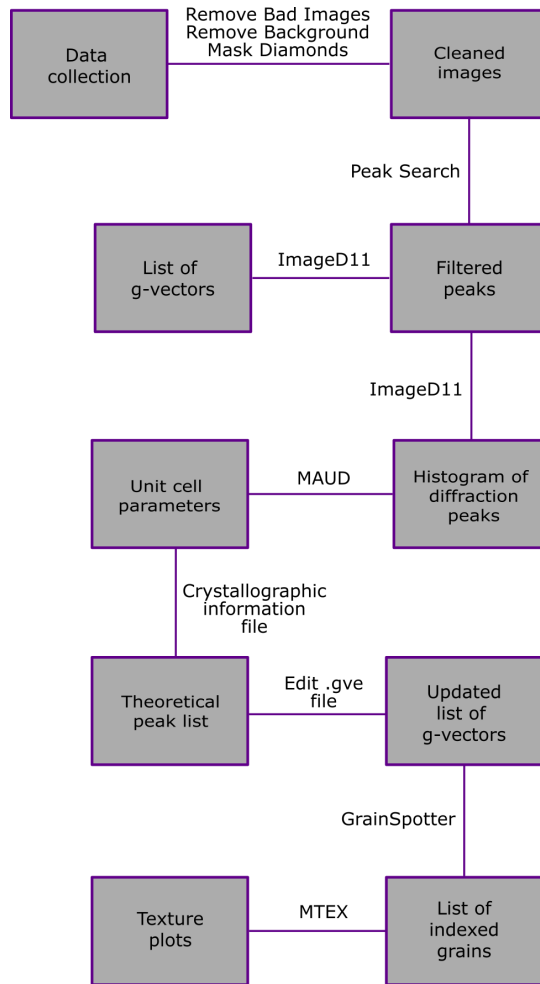 Data
collection
Remove Bad Images
Remove Background
Mask Diamonds
Cleaned
images
Peak Search
List of
g-vectors
ImageD11
Filtered
peaks
ImageD11
Unit cell
parameters
MAUD
Histogram of
diffraction
peaks
Crystallographic
information
file
Theoretical
peak list
Edit .gve
file
Updated
list of
g-vectors
GrainSpotter
Texture
plots
MTEX
List of
indexed
grains